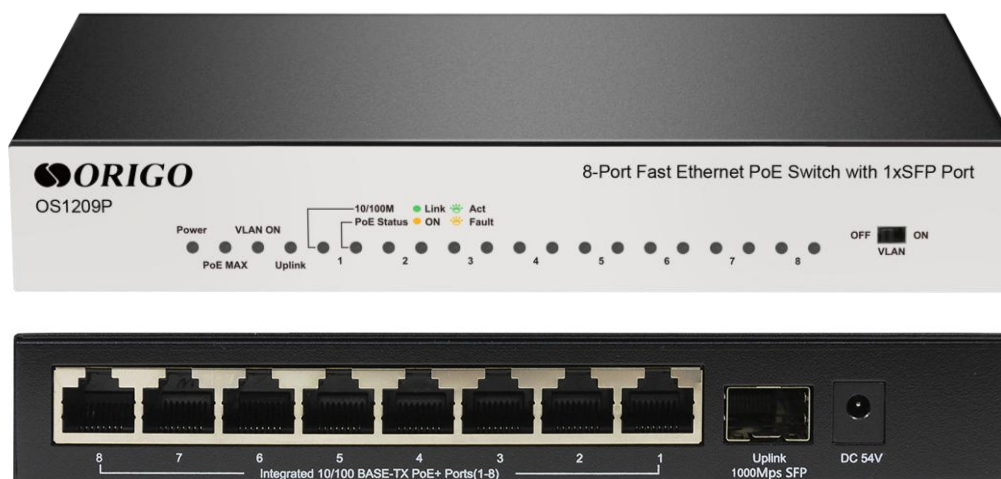 ORIGO
8-Port Fast Ethernet PoE Switch with 1xSFP Port
OS1209P
10/100M Link Act
PoE Status ON Fault
Power VLAN ON
PoE MAX Uplink
1 2 3 4 5 6 7 8
OFF ON
VLAN
8 7 6 5 4 3 2 1
Integrated 10/100 BASE-TX PoE+ Ports(1-8)
Uplink
1000Mbps SFP
DC 54V